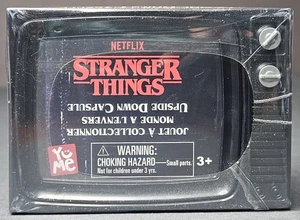 NETFLIX
STRANGER
THINGS
UPSIDE DOWN CAPSULE
MONDE À L'ENVERS
JOUET À COLLECTIONNER
YuMe
WARNING:
CHOKING HAZARD—Small parts.
Not for children under 3 yrs.
3+